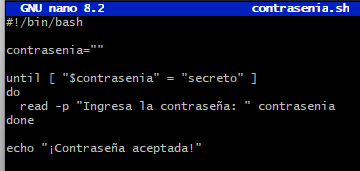 GNU nano 8.2 contrasenia.sh
#!/bin/bash
contrasenia=""
until [ "$contrasenia" = "secreto" ]
do
  read -p "Ingresa la contraseña: " contrasenia
done
echo "¡Contraseña aceptada!"